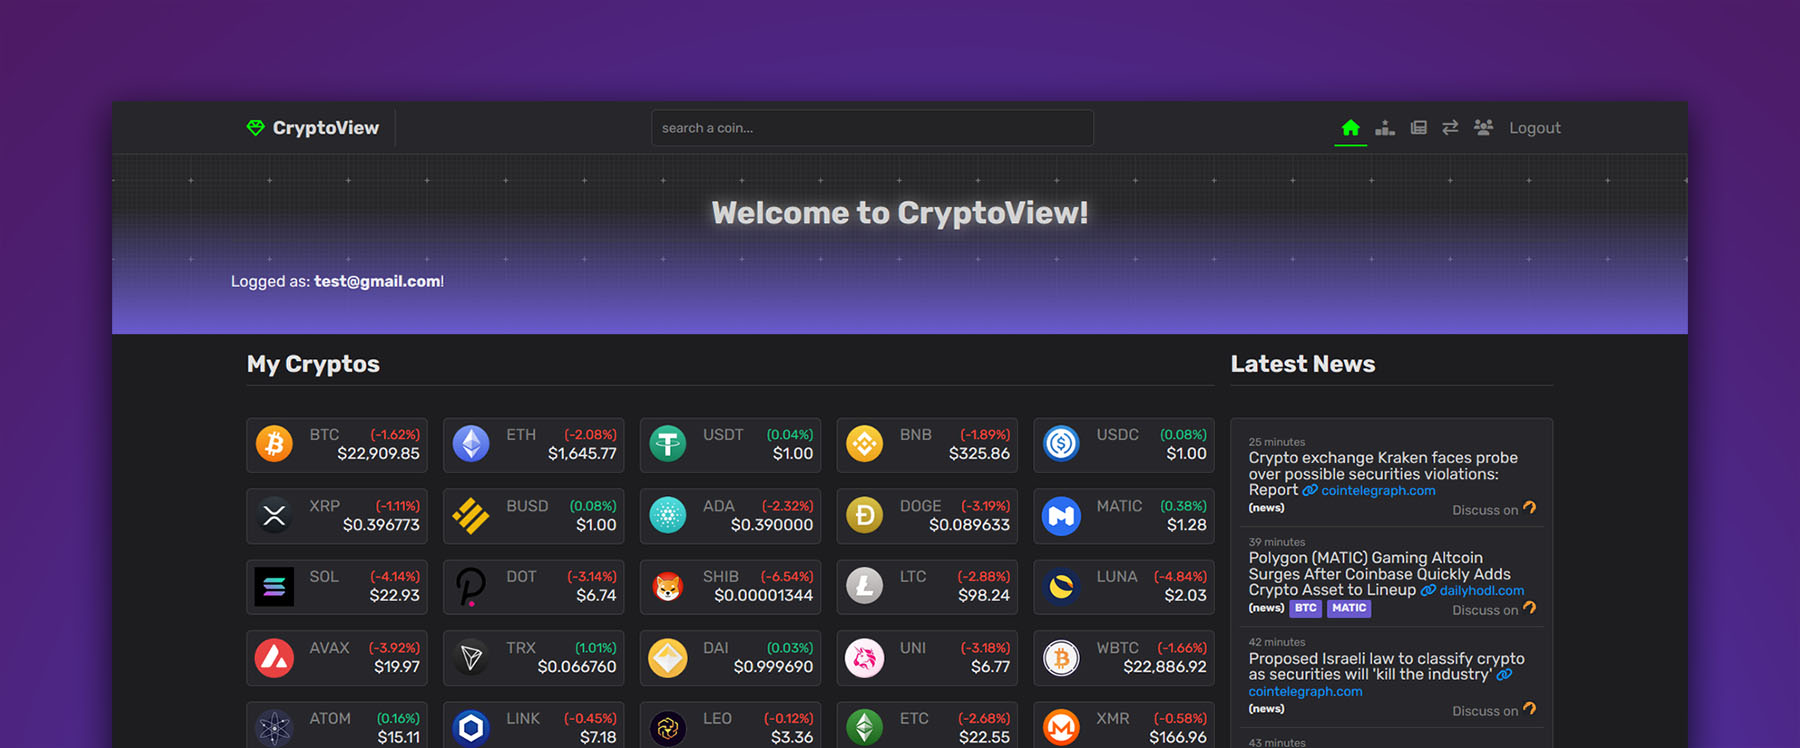 CryptoView
search a coin...
Logout
Welcome to CryptoView!
Logged as: test@gmail.com!
My Cryptos
BTC (-1.62%)
$22,909.85
ETH (-2.08%)
$1,645.77
USDT (0.04%)
$1.00
BNB (-1.89%)
$325.86
USDC (0.08%)
$1.00
XRP (-1.11%)
$0.396773
BUSD (0.08%)
$1.00
ADA (-2.32%)
$0.390000
DOGE (-3.19%)
$0.089633
MATIC (0.38%)
$1.28
SOL (-4.14%)
$22.93
DOT (-3.14%)
$6.74
SHIB (-6.54%)
$0.00001344
LTC (-2.88%)
$98.24
LUNA (-4.84%)
$2.03
AVAX (-3.92%)
$19.97
TRX (1.01%)
$0.066760
DAI (0.03%)
$0.999690
UNI (-3.18%)
$6.77
WBTC (-1.66%)
$22,886.92
ATOM (0.16%)
$15.11
LINK (-0.45%)
$7.18
LEO (-0.12%)
$3.36
ETC (-2.68%)
$22.55
XMR (-0.58%)
$166.96
Latest News
25 minutes
Crypto exchange Kraken faces probe
over possible securities violations:
Report cointelegraph.com
(news) Discuss on
39 minutes
Polygon (MATIC) Gaming Altcoin
Surges After Coinbase Quickly Adds
Crypto Asset to Lineup dailyhodl.com
(news) BTC MATIC Discuss on
42 minutes
Proposed Israeli law to classify crypto
as securities will 'kill the industry'
cointelegraph.com
(news) Discuss on
43 minutes